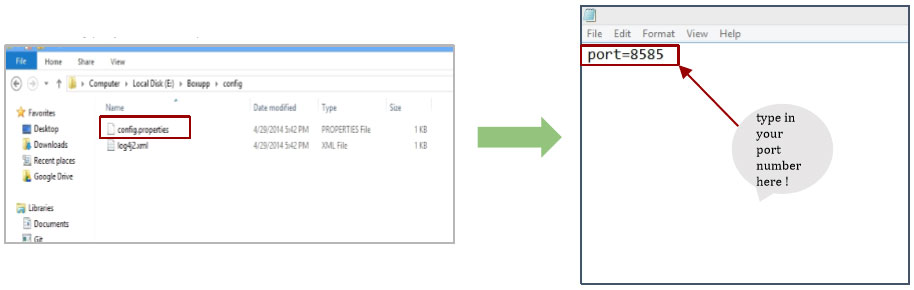 File Home Share View
Computer Local Disk (E:) Boxupp config
Name Date modified Type Size
Favorites
Desktop
Downloads
Recent places
Google Drive
config.properties 4/29/2014 5:42 PM PROPERTIES File 1 KB
log4j2.xml 4/29/2014 5:42 PM XML File 1 KB
Libraries
Documents
Git
File Edit Format View Help
port=8585
type in
your
port
number
here !